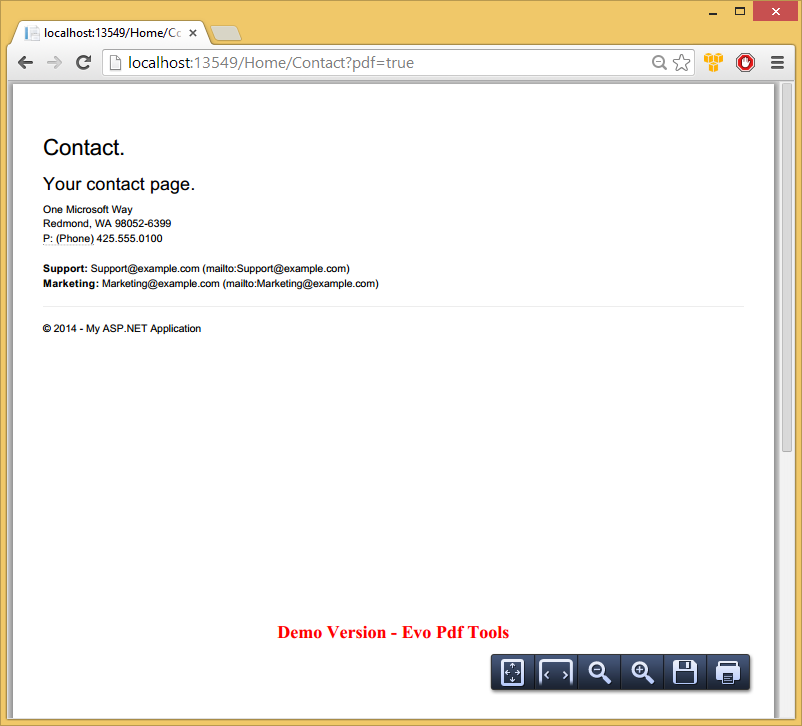 localhost:13549/Home/Co
localhost:13549/Home/Contact?pdf=true
Contact.
Your contact page.
One Microsoft Way
Redmond, WA 98052-6399
P: (Phone) 425.555.0100
Support: Support@example.com (mailto:Support@example.com)
Marketing: Marketing@example.com (mailto:Marketing@example.com)
© 2014 - My ASP.NET Application
Demo Version - Evo Pdf Tools